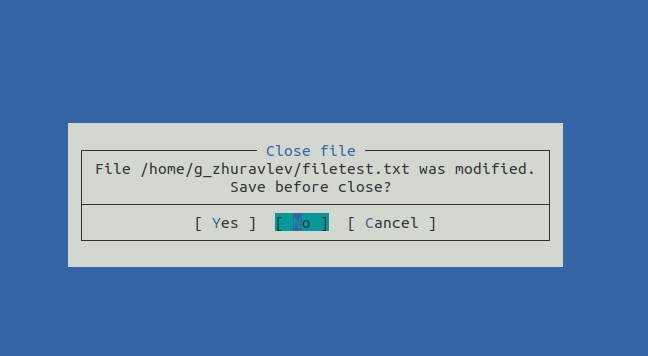 Close file
File /home/g_zhuravlev/filetest.txt was modified.
Save before close?
[ Yes ] [ No ] [ Cancel ]